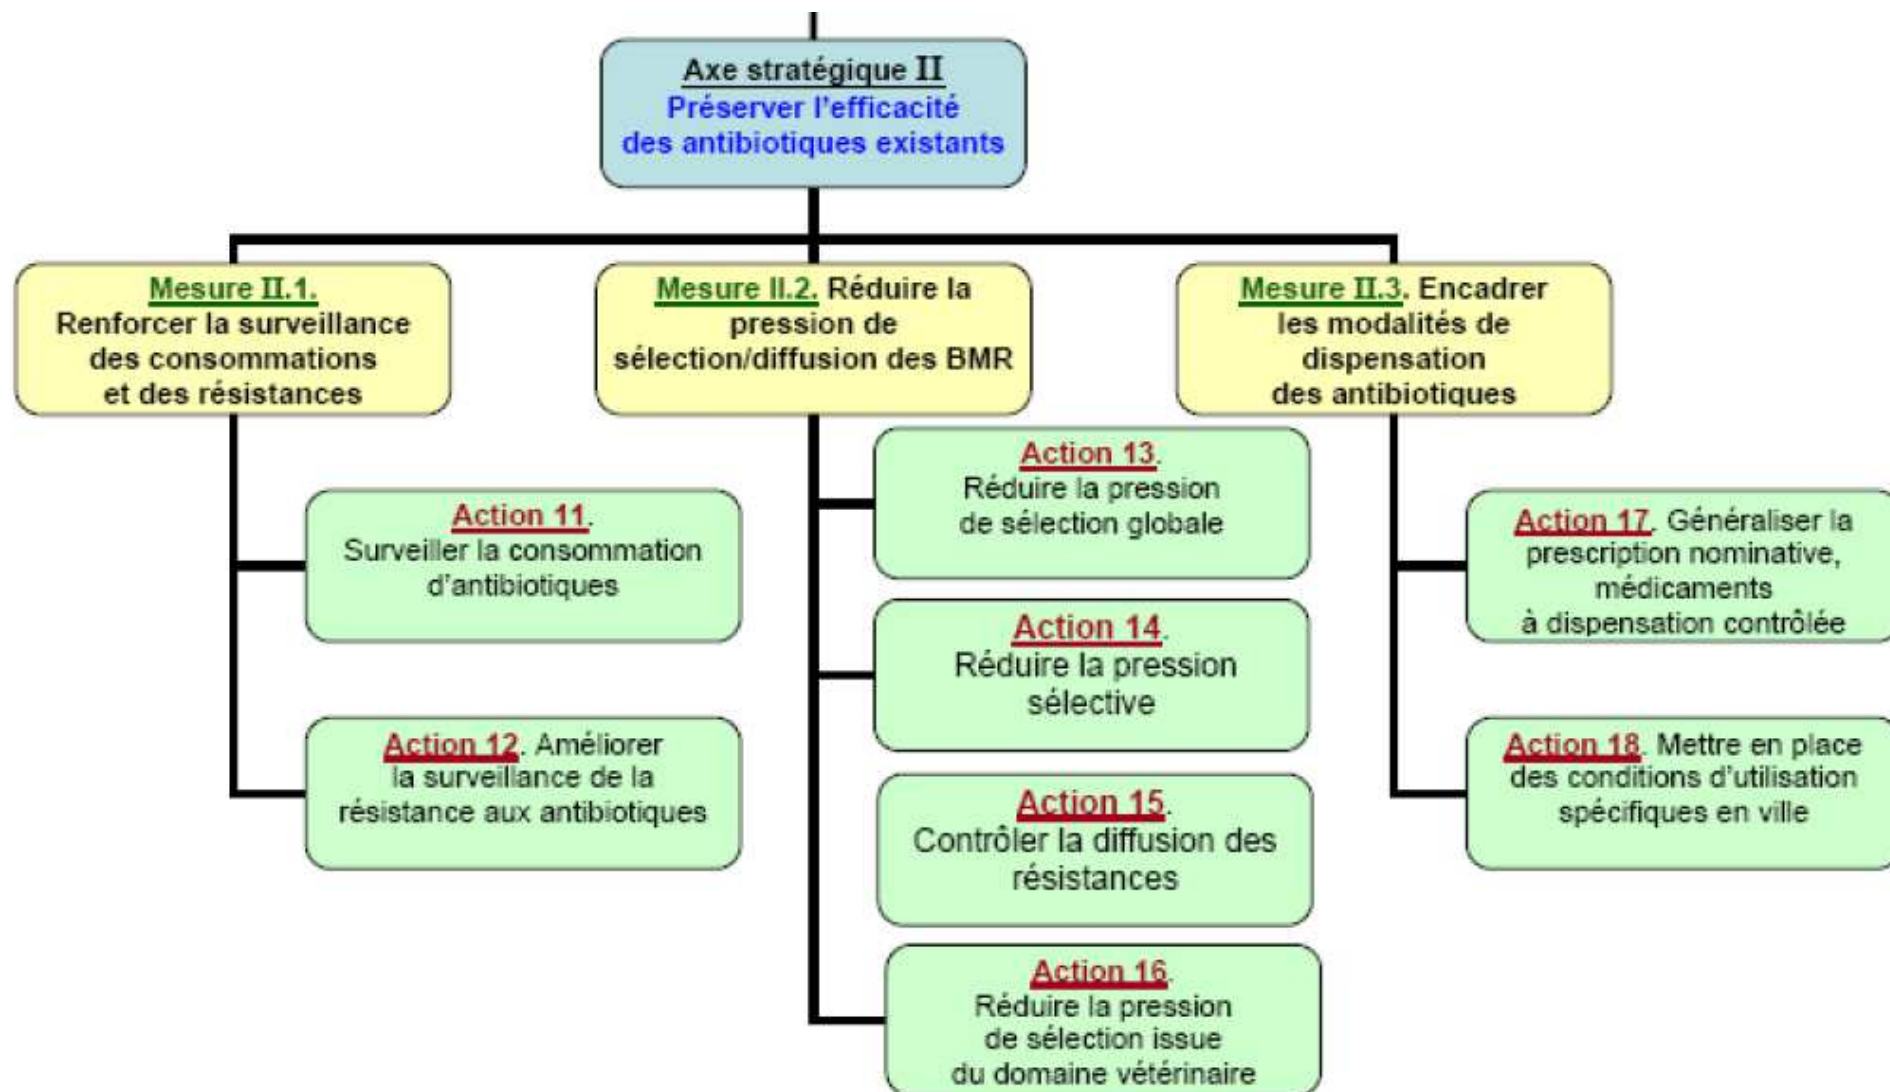 Axe stratégique II
Préserver l'efficacité
des antibiotiques existants
Mesure II.1.
Renforcer la surveillance
des consommations
et des résistances
Mesure II.2. Réduire la
pression de
sélection/diffusion des BMR
Mesure II.3. Encadrer
les modalités de
dispensation
des antibiotiques
Action 11.
Surveiller la consommation
d'antibiotiques
Action 12. Améliorer
la surveillance de la
résistance aux antibiotiques
Action 13.
Réduire la pression
de sélection globale
Action 14.
Réduire la pression
sélective
Action 15.
Contrôler la diffusion des
résistances
Action 16.
Réduire la pression
de sélection issue
du domaine vétérinaire
Action 17. Généraliser la
prescription nominative,
médicaments
à dispensation contrôlée
Action 18. Mettre en place
des conditions d'utilisation
spécifiques en ville